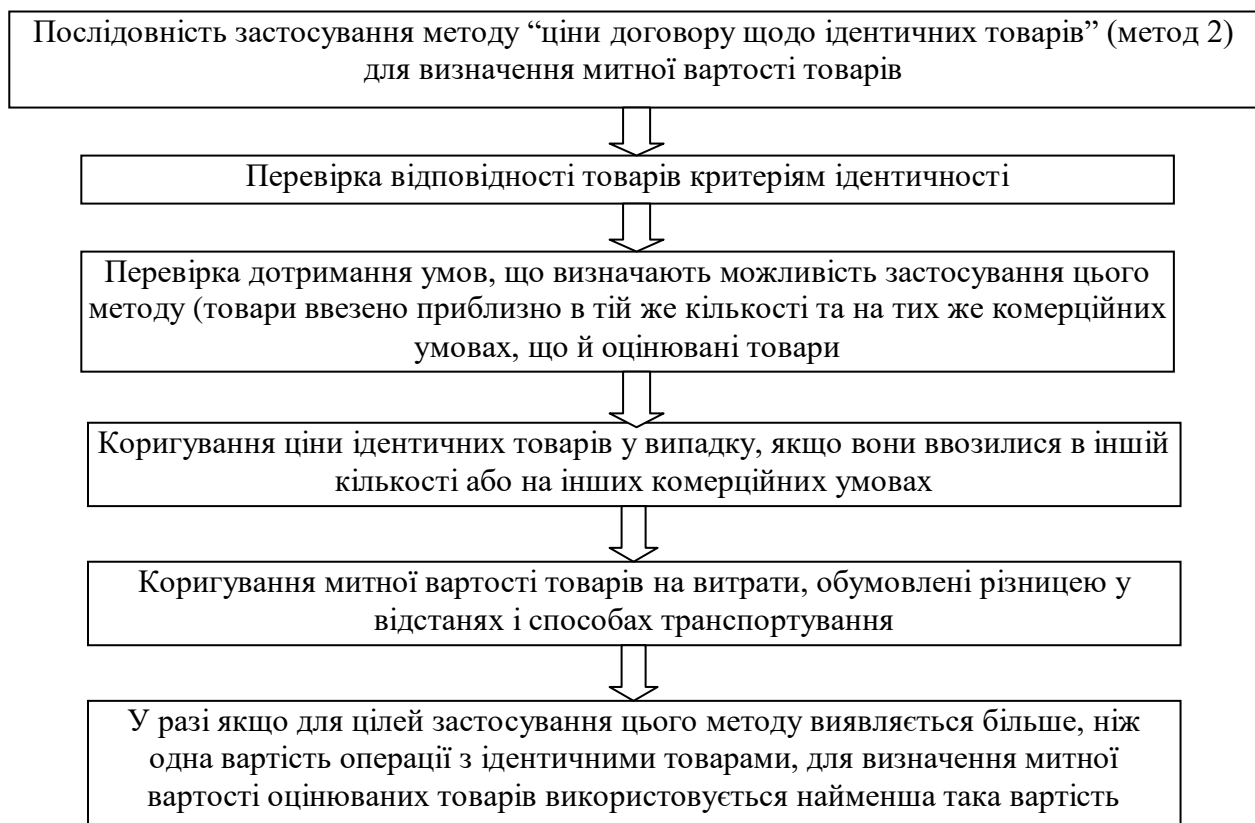 Послідовність застосування методу “ціни договору щодо ідентичних товарів” (метод 2)
для визначення митної вартості товарів
Перевірка відповідності товарів критеріям ідентичності
Перевірка дотримання умов, що визначають можливість застосування цього
методу (товари ввезено приблизно в тій же кількості та на тих же комерційних
умовах, що й оцінювані товари
Коригування ціни ідентичних товарів у випадку, якщо вони ввозилися в іншій
кількості або на інших комерційних умовах
Коригування митної вартості товарів на витрати, обумовлені різницею у
відстанях і способах транспортування
У разі якщо для цілей застосування цього методу виявляється більше, ніж
одна вартість операції з ідентичними товарами, для визначення митної
вартості оцінюваних товарів використовується найменша така вартість